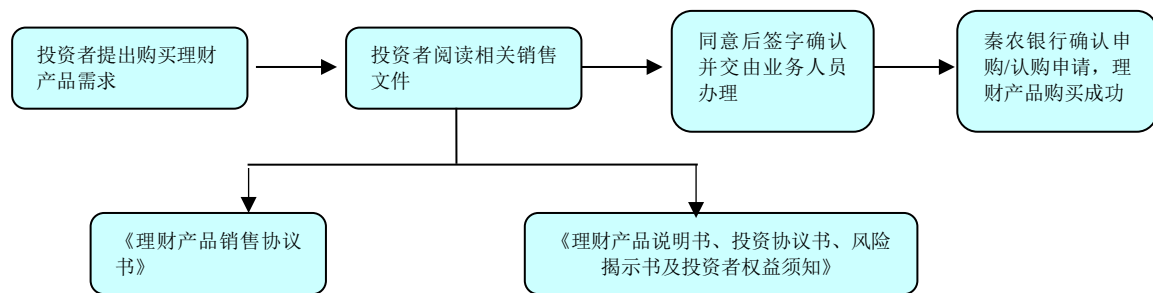 投资者提出购买理财
产品需求
投资者阅读相关销售
文件
同意后签字确认
并交由业务人员
办理
秦农银行确认申
购/认购申请，理
财产品购买成功
《理财产品销售协议
书》
《理财产品说明书、投资协议书、风险
揭示书及投资者权益须知》